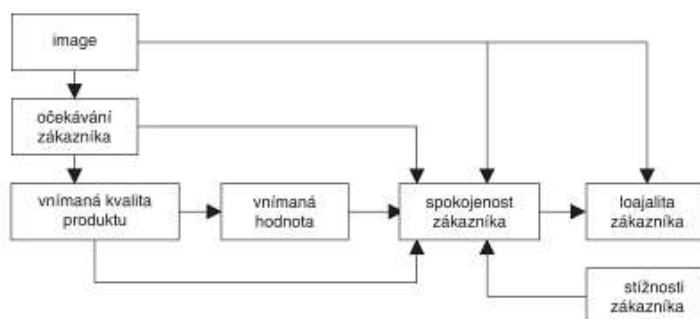 image
očekávání
zákazníka
vnímaná kvalita
produktu
vnímaná
hodnota
spokojenost
zákazníka
loajalita
zákazníka
stížnosti
zákazníka